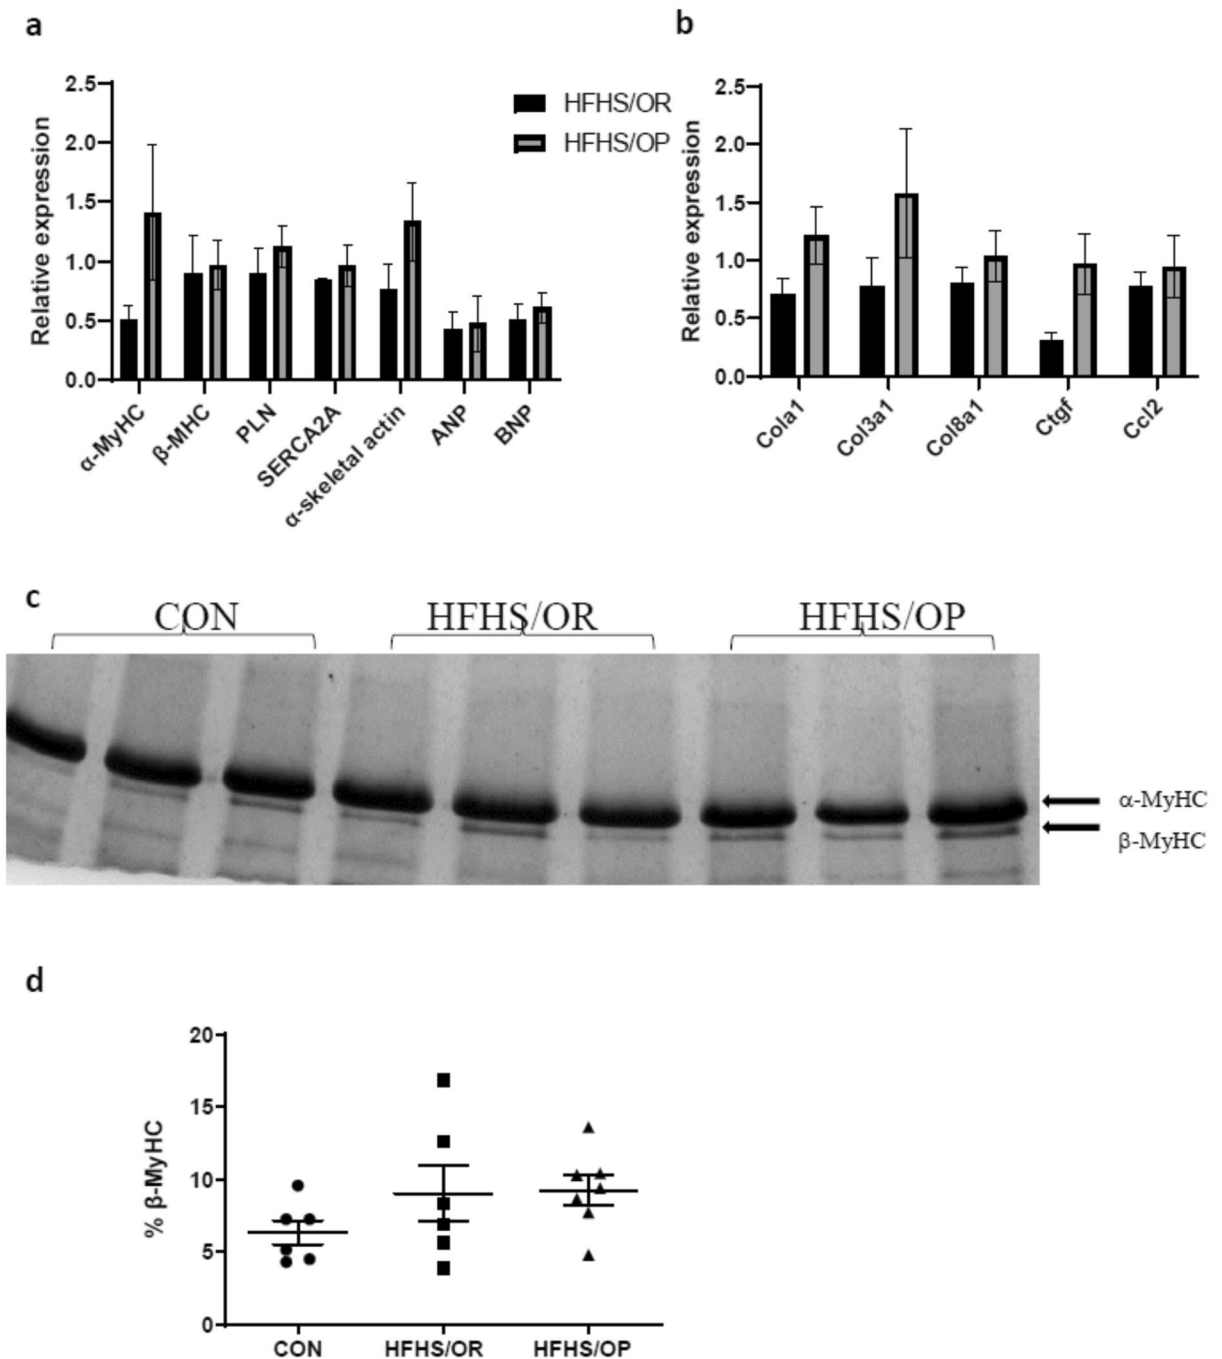 a
2.5
2.0
1.5
1.0
0.5
0.0
Relative expression
α-MyHC
β-MHC
PLN
SERCA2A
α-skeletal actin
ANP
BNP
HFHS/OR
HFHS/OP
b
2.5
2.0
1.5
1.0
0.5
0.0
Relative expression
Cola1
Col3a1
Col8a1
Ctgf
Ccl2
c
CON
HFHS/OR
HFHS/OP
α-MyHC
β-MyHC
d
20
15
10
5
0
% β-MyHC
CON
HFHS/OR
HFHS/OP